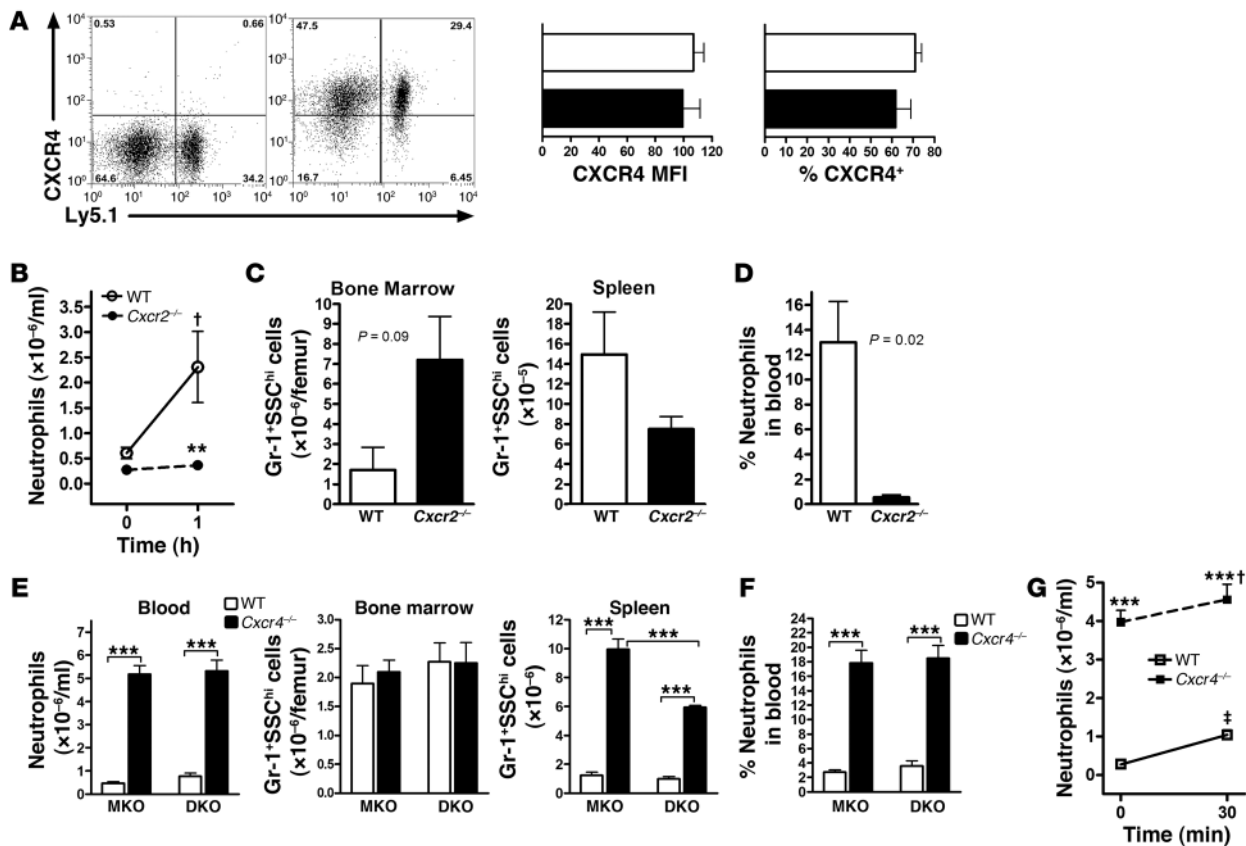 A
CXCR4
10⁴
10³
10²
10¹
10⁰
0.53
0.66
64.6
34.2
10⁰ 10¹ 10² 10³ 10⁴
10⁴
10³
10²
10¹
10⁰
47.5
29.4
16.7
6.45
10⁰ 10¹ 10² 10³ 10⁴
Ly5.1
0 20 40 60 80 100 120
CXCR4 MFI
0 10 20 30 40 50 60 70 80
% CXCR4⁺
B
WT
Cxcr2⁻/⁻
Neutrophils (×10⁻⁶/ml)
3.5
3.0
2.5
2.0
1.5
1.0
0.5
0.0
†
**
0 1
Time (h)
C
Bone Marrow
Gr-1⁺SSCʰⁱ cells
(×10⁻⁶/femur)
10
9
8
7
6
5
4
3
2
1
0
P = 0.09
WT Cxcr2⁻/⁻
Spleen
Gr-1⁺SSCʰⁱ cells
(×10⁻⁵)
20
18
16
14
12
10
8
6
4
2
0
WT Cxcr2⁻/⁻
D
% Neutrophils
in blood
16
14
12
10
8
6
4
2
0
P = 0.02
WT Cxcr2⁻/⁻
E
Blood
WT
Cxcr4⁻/⁻
Neutrophils
(×10⁻⁶/ml)
7
6
5
4
3
2
1
0
*** ***
MKO DKO
Bone marrow
Gr-1⁺SSCʰⁱ cells
(×10⁻⁶/femur)
3.0
2.5
2.0
1.5
1.0
0.5
0.0
MKO DKO
Spleen
Gr-1⁺SSCʰⁱ cells
(×10⁻⁶)
12
10
8
6
4
2
0
*** ***
***
MKO DKO
F
WT
Cxcr4⁻/⁻
% Neutrophils
in blood
24
22
20
18
16
14
12
10
8
6
4
2
0
*** ***
MKO DKO
G
Neutrophils (×10⁻⁶/ml)
5
4
3
2
1
0
***
***†
WT
Cxcr4⁻/⁻
‡
0 30
Time (min)